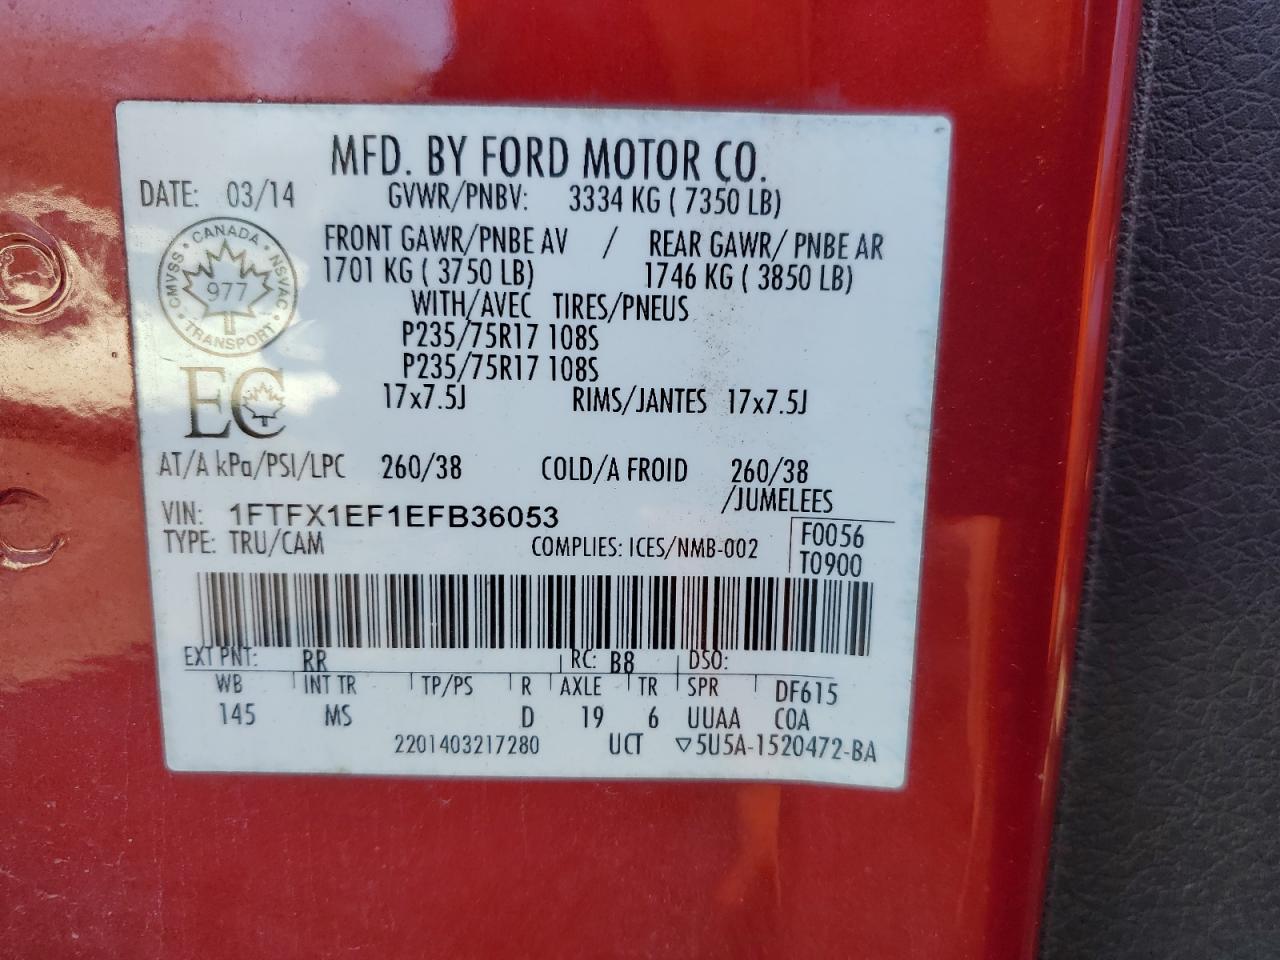 MFD. BY FORD MOTOR CO.
DATE: 03/14 GVWR/PNBV: 3334 KG ( 7350 LB)
FRONT GAWR/PNBE AV / REAR GAWR/ PNBE AR
1701 KG ( 3750 LB) 1746 KG ( 3850 LB)
WITH/AVEC TIRES/PNEUS
P235/75R17 108S
P235/75R17 108S
17x7.5J RIMS/JANTES 17x7.5J
CANADA
CMVSS • NSVAC
977
TRANSPORT
EC
AT/A kPa/PSI/LPC 260/38 COLD/A FROID 260/38
/JUMELEES
VIN: 1FTFX1EF1EFB36053
TYPE: TRU/CAM COMPLIES: ICES/NMB-002
F0056
T0900
EXT PNT: RR RC: B8 DSO:
WB INT TR TP/PS R AXLE TR SPR DF615
145 MS D 19 6 UUAA COA
2201403217280 UCT ▽5U5A-1520472-BA